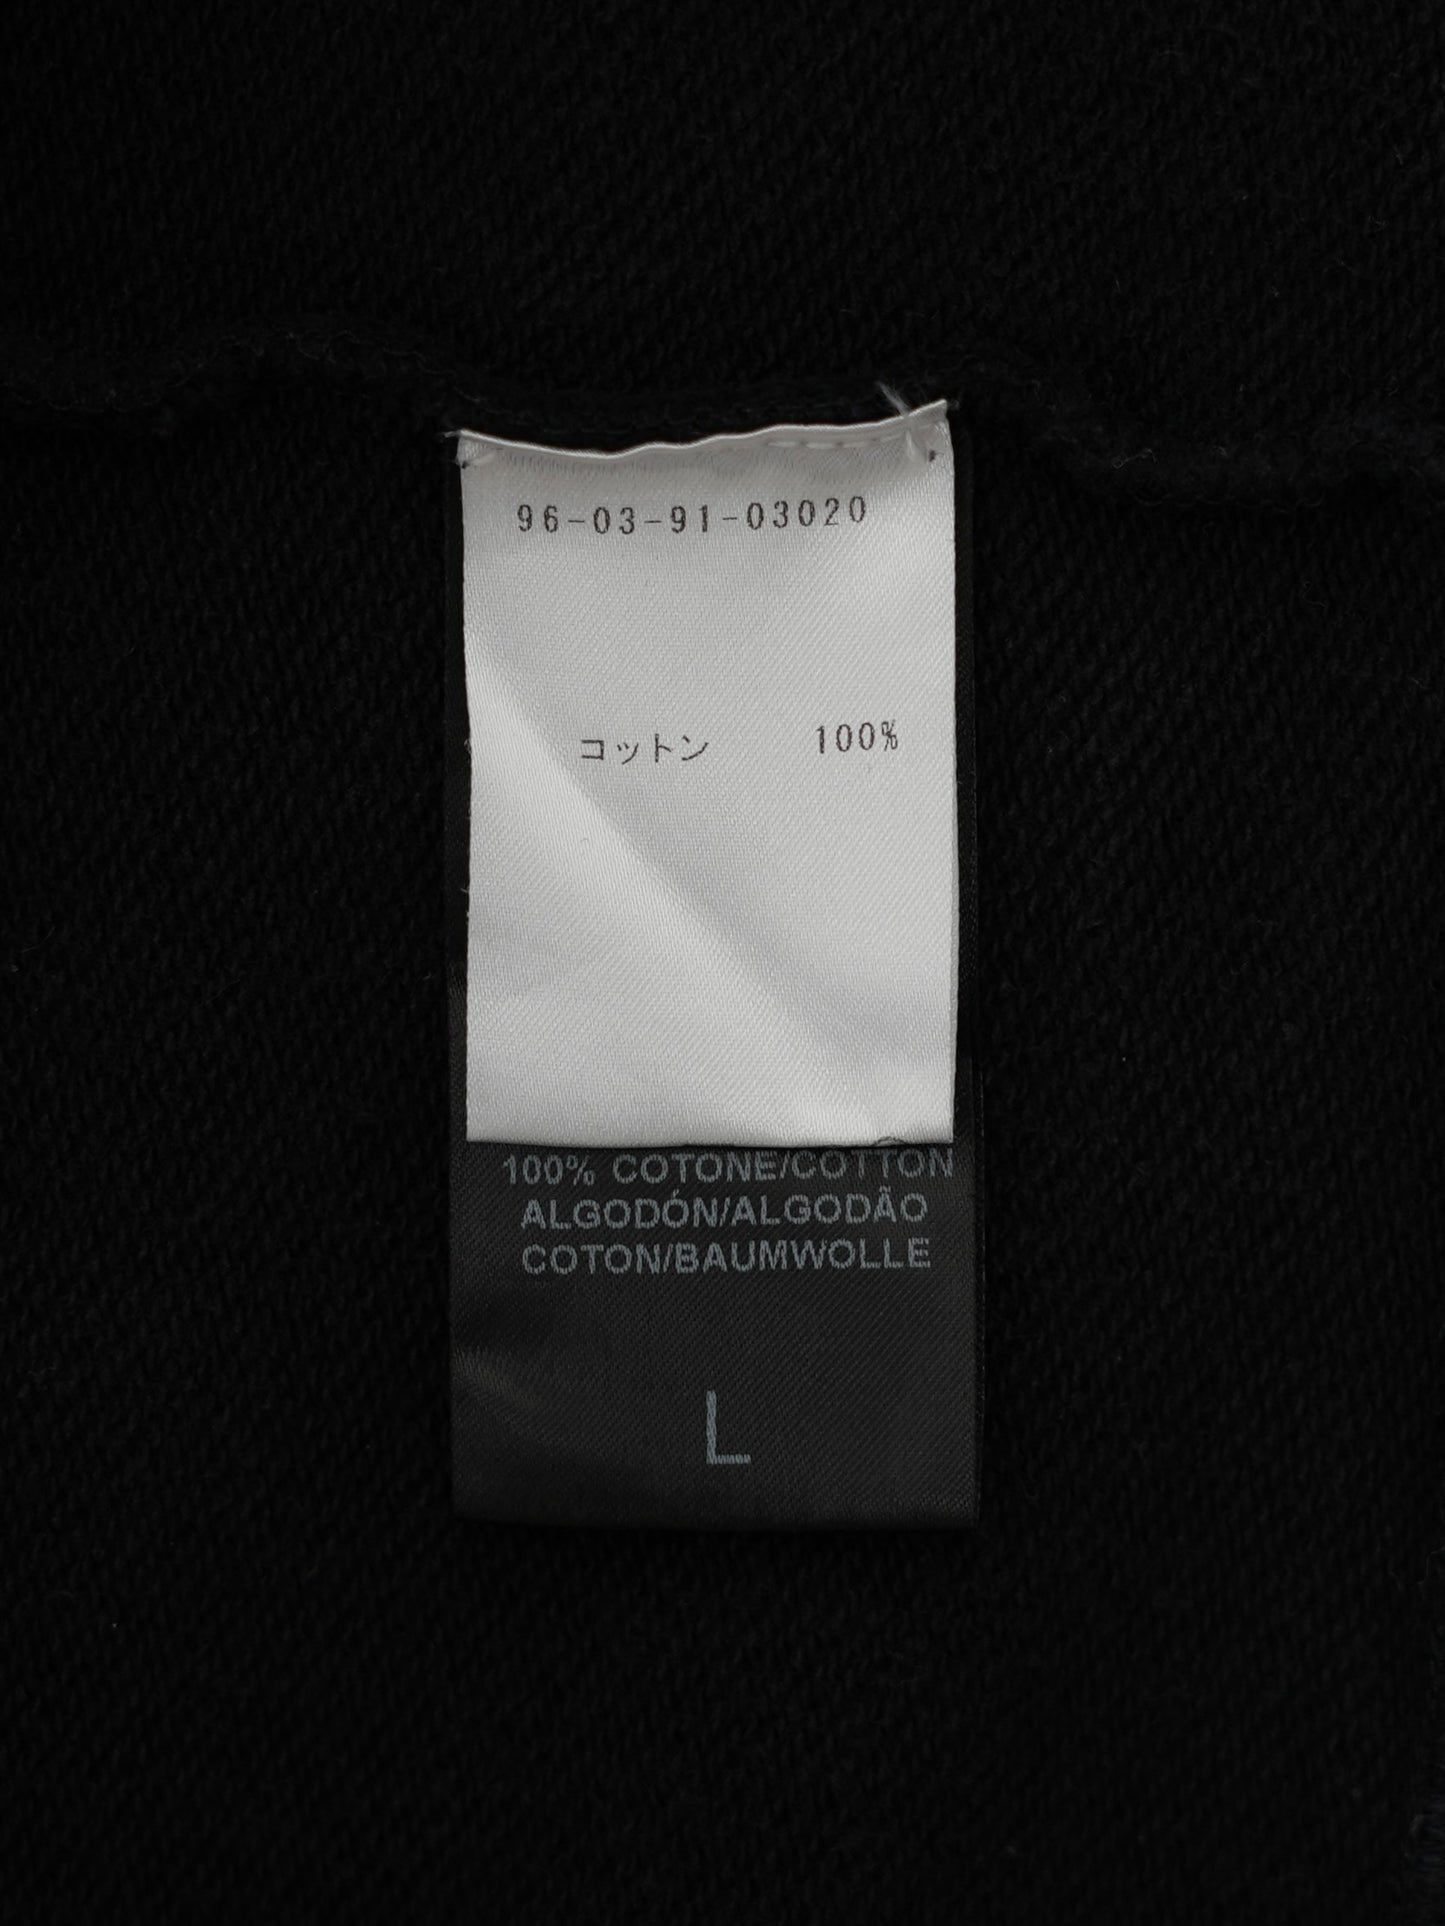 96-03-91-03020
コットン 100%
100% COTONE/COTTON
ALGODÓN/ALGODÃO
COTON/BAUMWOLLE
L